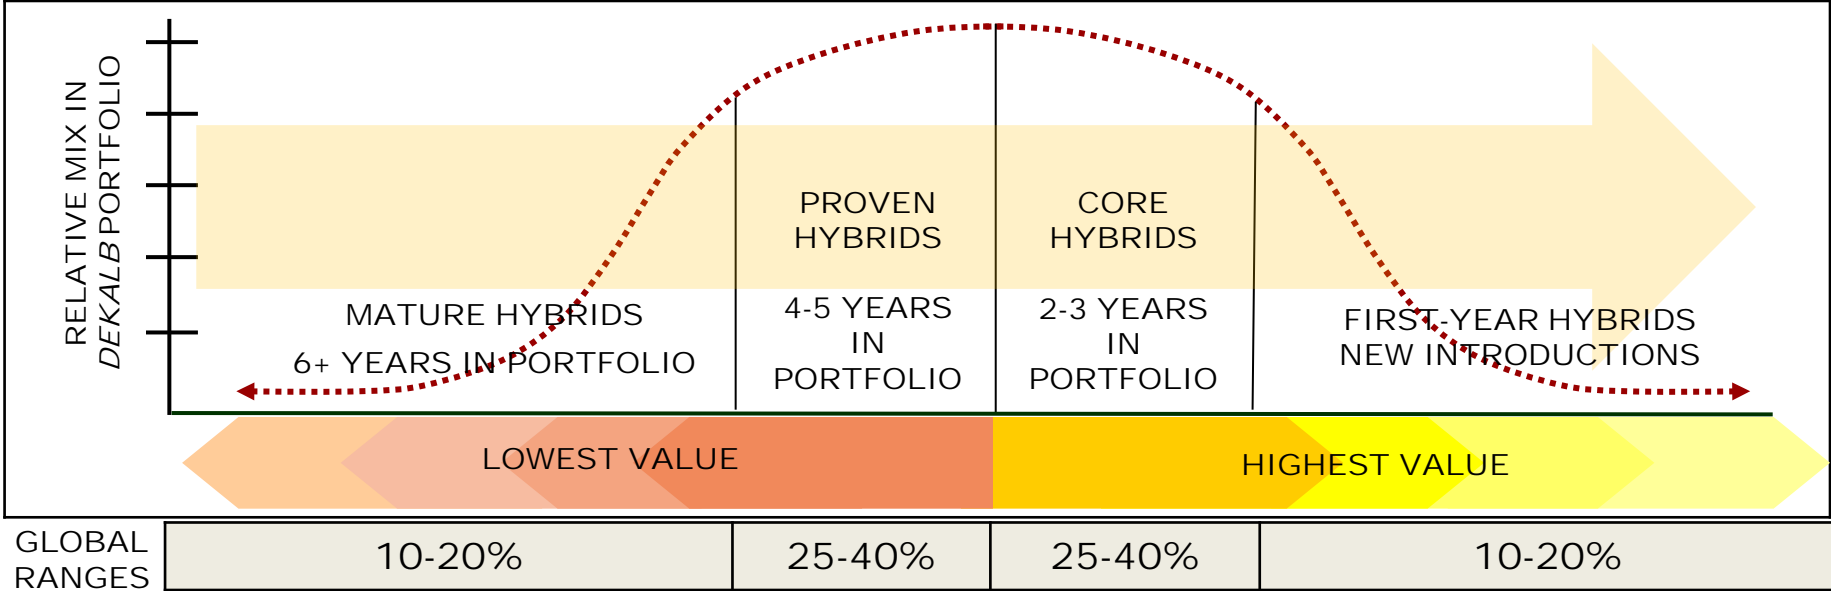 RELATIVE MIX IN
DEKALB PORTFOLIO
PROVEN
HYBRIDS
CORE
HYBRIDS
MATURE HYBRIDS
6+ YEARS IN PORTFOLIO
4-5 YEARS
IN
PORTFOLIO
2-3 YEARS
IN
PORTFOLIO
FIRST-YEAR HYBRIDS
NEW INTRODUCTIONS
LOWEST VALUE
HIGHEST VALUE
GLOBAL
RANGES
10-20%
25-40%
25-40%
10-20%